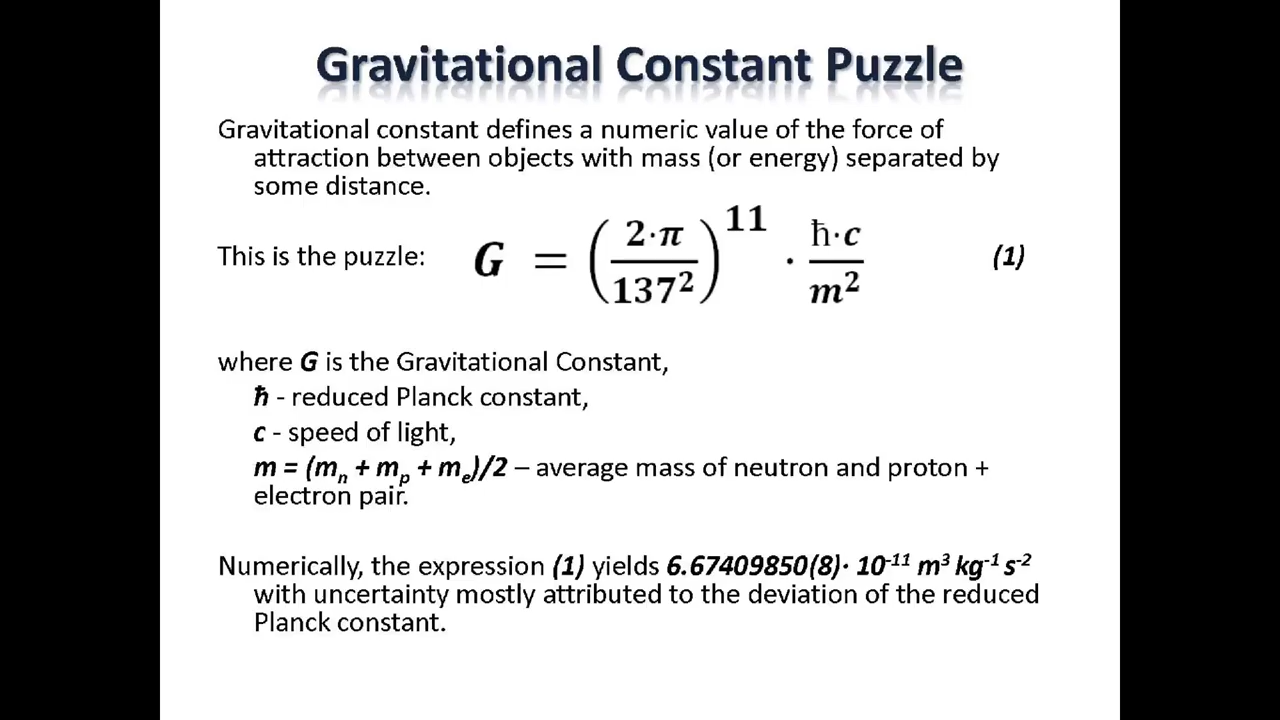 Gravitational Constant Puzzle
Gravitational constant defines a numeric value of the force of
attraction between objects with mass (or energy) separated by
some distance.
This is the puzzle: G = (2·π/137²)¹¹ · ħ·c/m² (1)
where G is the Gravitational Constant,
ħ - reduced Planck constant,
c - speed of light,
m = (mₙ + mₚ + mₑ)/2 – average mass of neutron and proton +
electron pair.
Numerically, the expression (1) yields 6.67409850(8)· 10⁻¹¹ m³ kg⁻¹ s⁻²
with uncertainty mostly attributed to the deviation of the reduced
Planck constant.